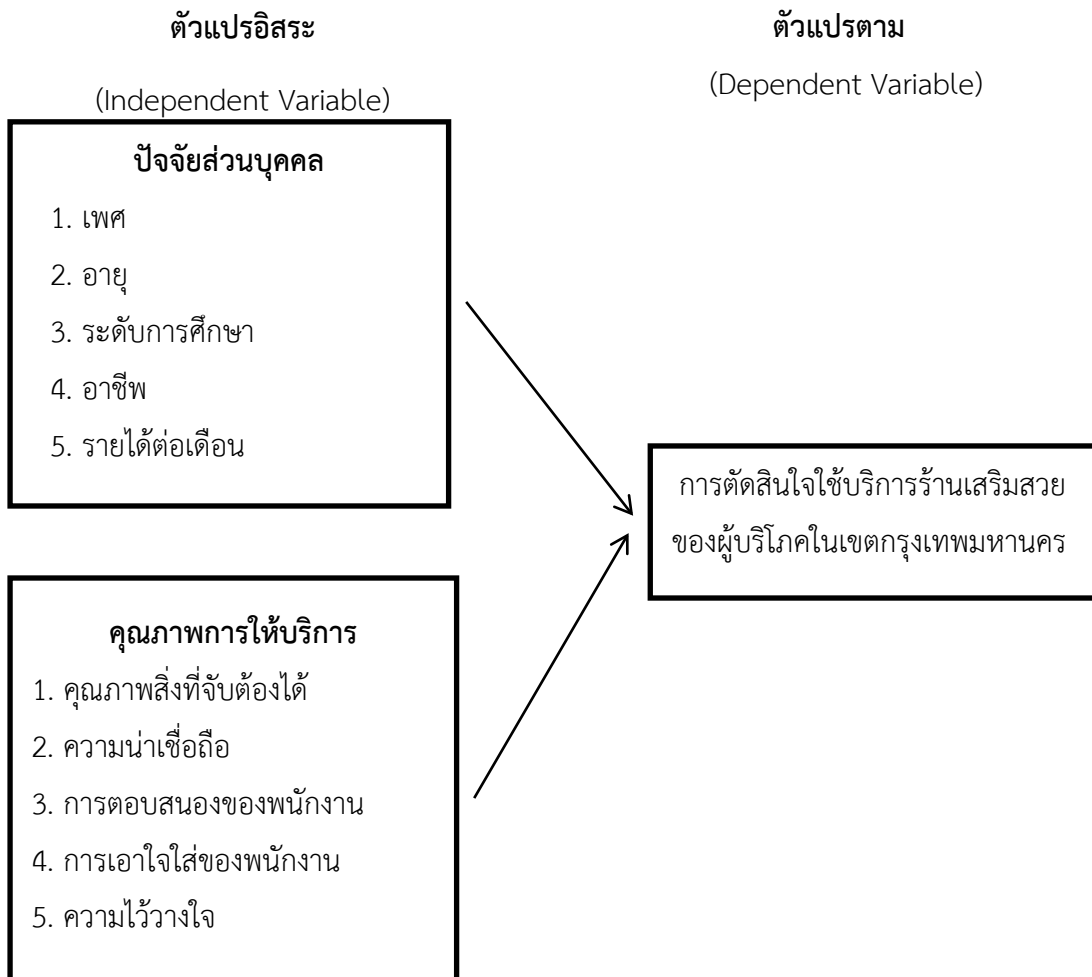 ตัวแปรอิสระ
(Independent Variable)
ปัจจัยส่วนบุคคล
1. เพศ
2. อายุ
3. ระดับการศึกษา
4. อาชีพ
5. รายได้ต่อเดือน
คุณภาพการให้บริการ
1. คุณภาพสิ่งที่จับต้องได้
2. ความน่าเชื่อถือ
3. การตอบสนองของพนักงาน
4. การเอาใจใส่ของพนักงาน
5. ความไว้วางใจ
ตัวแปรตาม
(Dependent Variable)
การตัดสินใจใช้บริการร้านเสริมสวย
ของผู้บริโภคในเขตกรุงเทพมหานคร